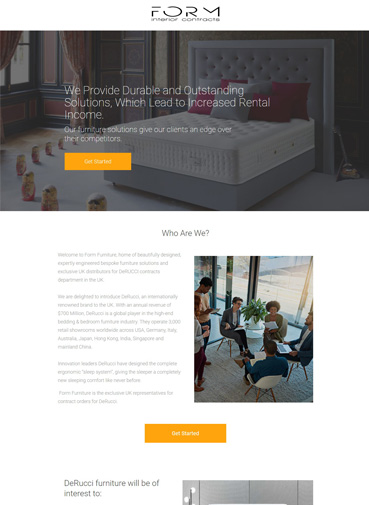 FORM
interior contracts
We Provide Durable and Outstanding
Solutions, Which Lead to Increased Rental
Income.
Our furniture solutions give our clients an edge over
their competitors.
Get Started
Who Are We?
Welcome to Form Furniture, home of beautifully designed,
expertly engineered bespoke furniture solutions and
exclusive UK distributors for DeRUCCI contracts
department in the UK.
We are delighted to introduce DeRucci, an internationally
renowned brand to the UK. With an annual revenue of
$700 Million, DeRucci is a global player in the high-end
bedding & bedroom furniture industry. They operate 3,000
retail showrooms worldwide across USA, Germany, Italy,
Australia, Japan, Hong Kong, India, Singapore and
mainland China.
Innovation leaders DeRucci have designed the complete
ergonomic "sleep system", giving the sleeper a completely
new sleeping comfort like never before.
Form Furniture is the exclusive UK representatives for
contract orders for DeRucci.
Get Started
DeRucci furniture will be of
interest to: